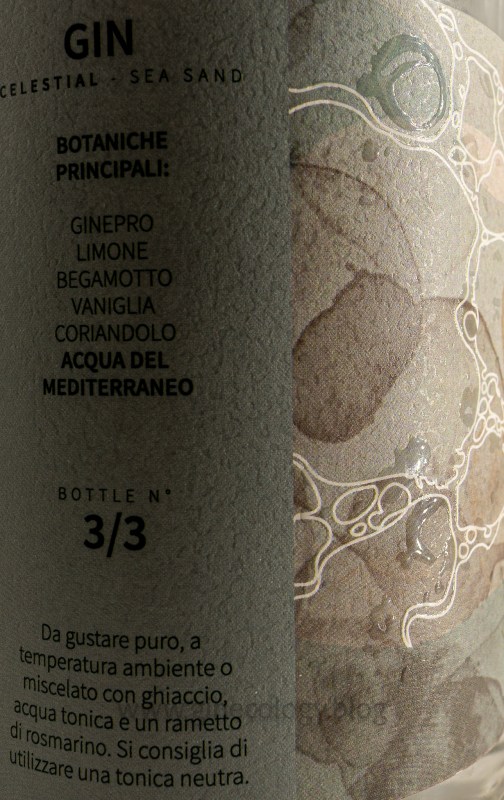 GIN
CELESTIAL - SEA SAND
BOTANICHE
PRINCIPALI:
GINEPRO
LIMONE
BEGAMOTTO
VANIGLIA
CORIANDOLO
ACQUA DEL
MEDITERRANEO
BOTTLE N°
3/3
Da gustare puro, a
temperatura ambiente o
miscelato con ghiaccio,
acqua tonica e un rametto
di rosmarino. Si consiglia di
utilizzare una tonica neutra.